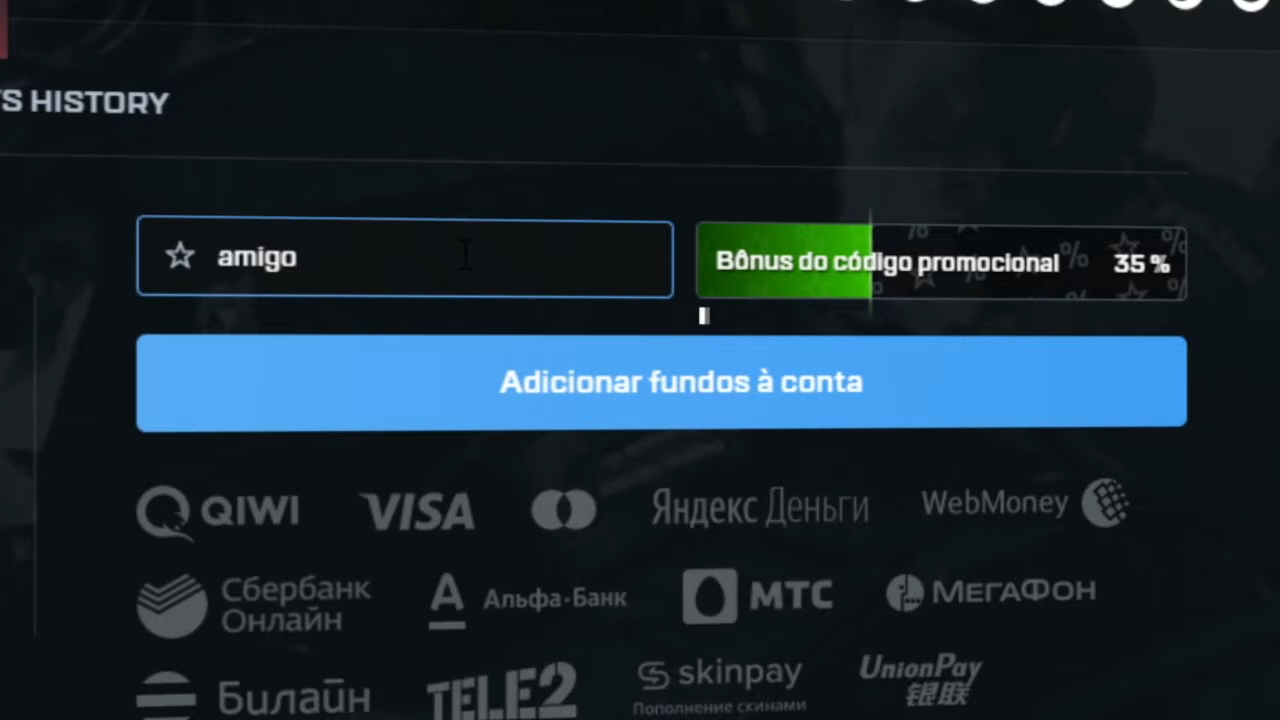 TS HISTORY
amigo
Bônus do código promocional 35 %
Adicionar fundos à conta
QIWI VISA Яндекс Деньги WebMoney
Сбербанк
Онлайн
А Альфа-Банк МТС МЕГАФОН
Билайн TELE2 skinpay
Пополнение скинами
UnionPay
银联